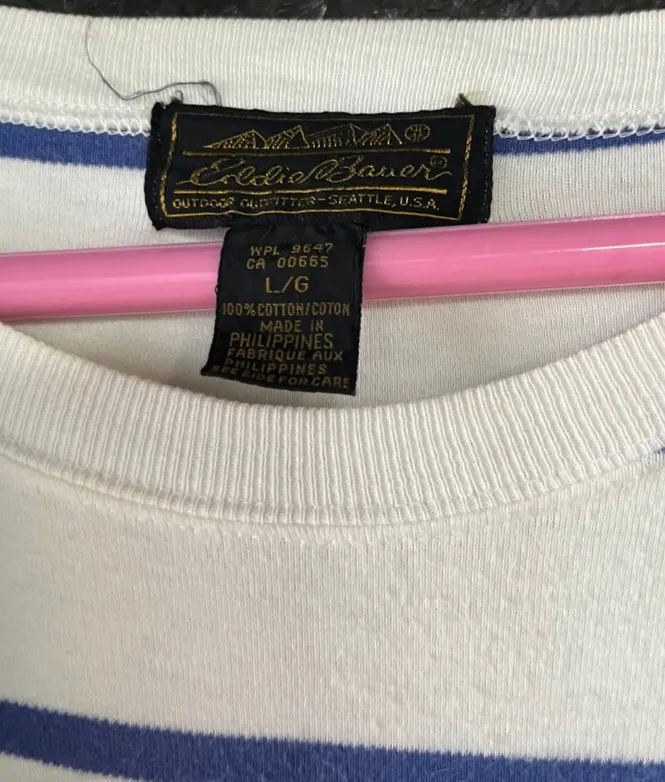 Eddie Bauer®
OUTDOOR OUTFITTER-SEATTLE, U.S.A.
WPL 9647
CA 00665
L/G
100% COTTON/COTON
MADE IN
PHILIPPINES
FABRIQUE AUX
PHILIPPINES
SEE SIDE FOR CARE